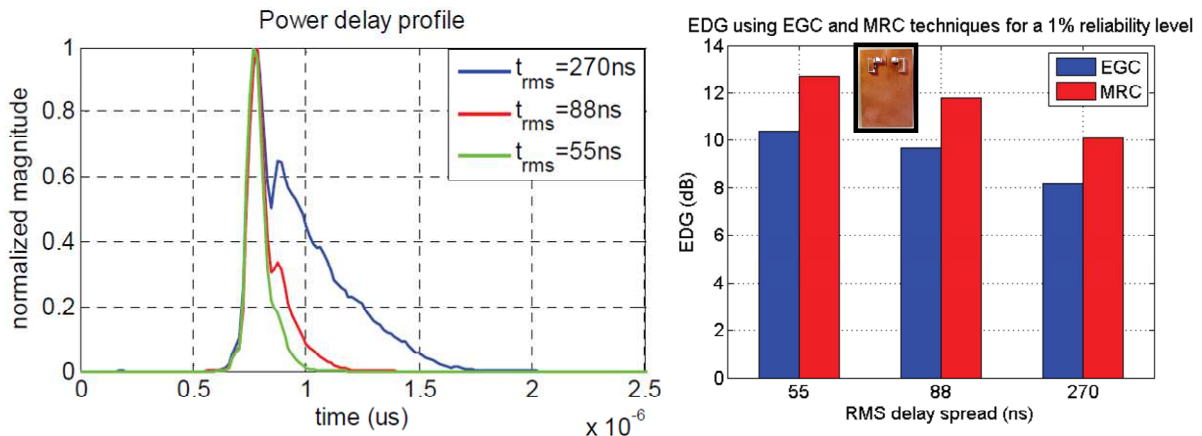 Power delay profile
1
0.8
0.6
0.4
0.2
0
normalized magnitude
t_rms=270ns
t_rms=88ns
t_rms=55ns
0 0.5 1 1.5 2 2.5
time (us)
x 10^-6
EDG using EGC and MRC techniques for a 1% reliability level
14
12
10
8
6
4
2
0
EDG (dB)
EGC
MRC
55 88 270
RMS delay spread (ns)